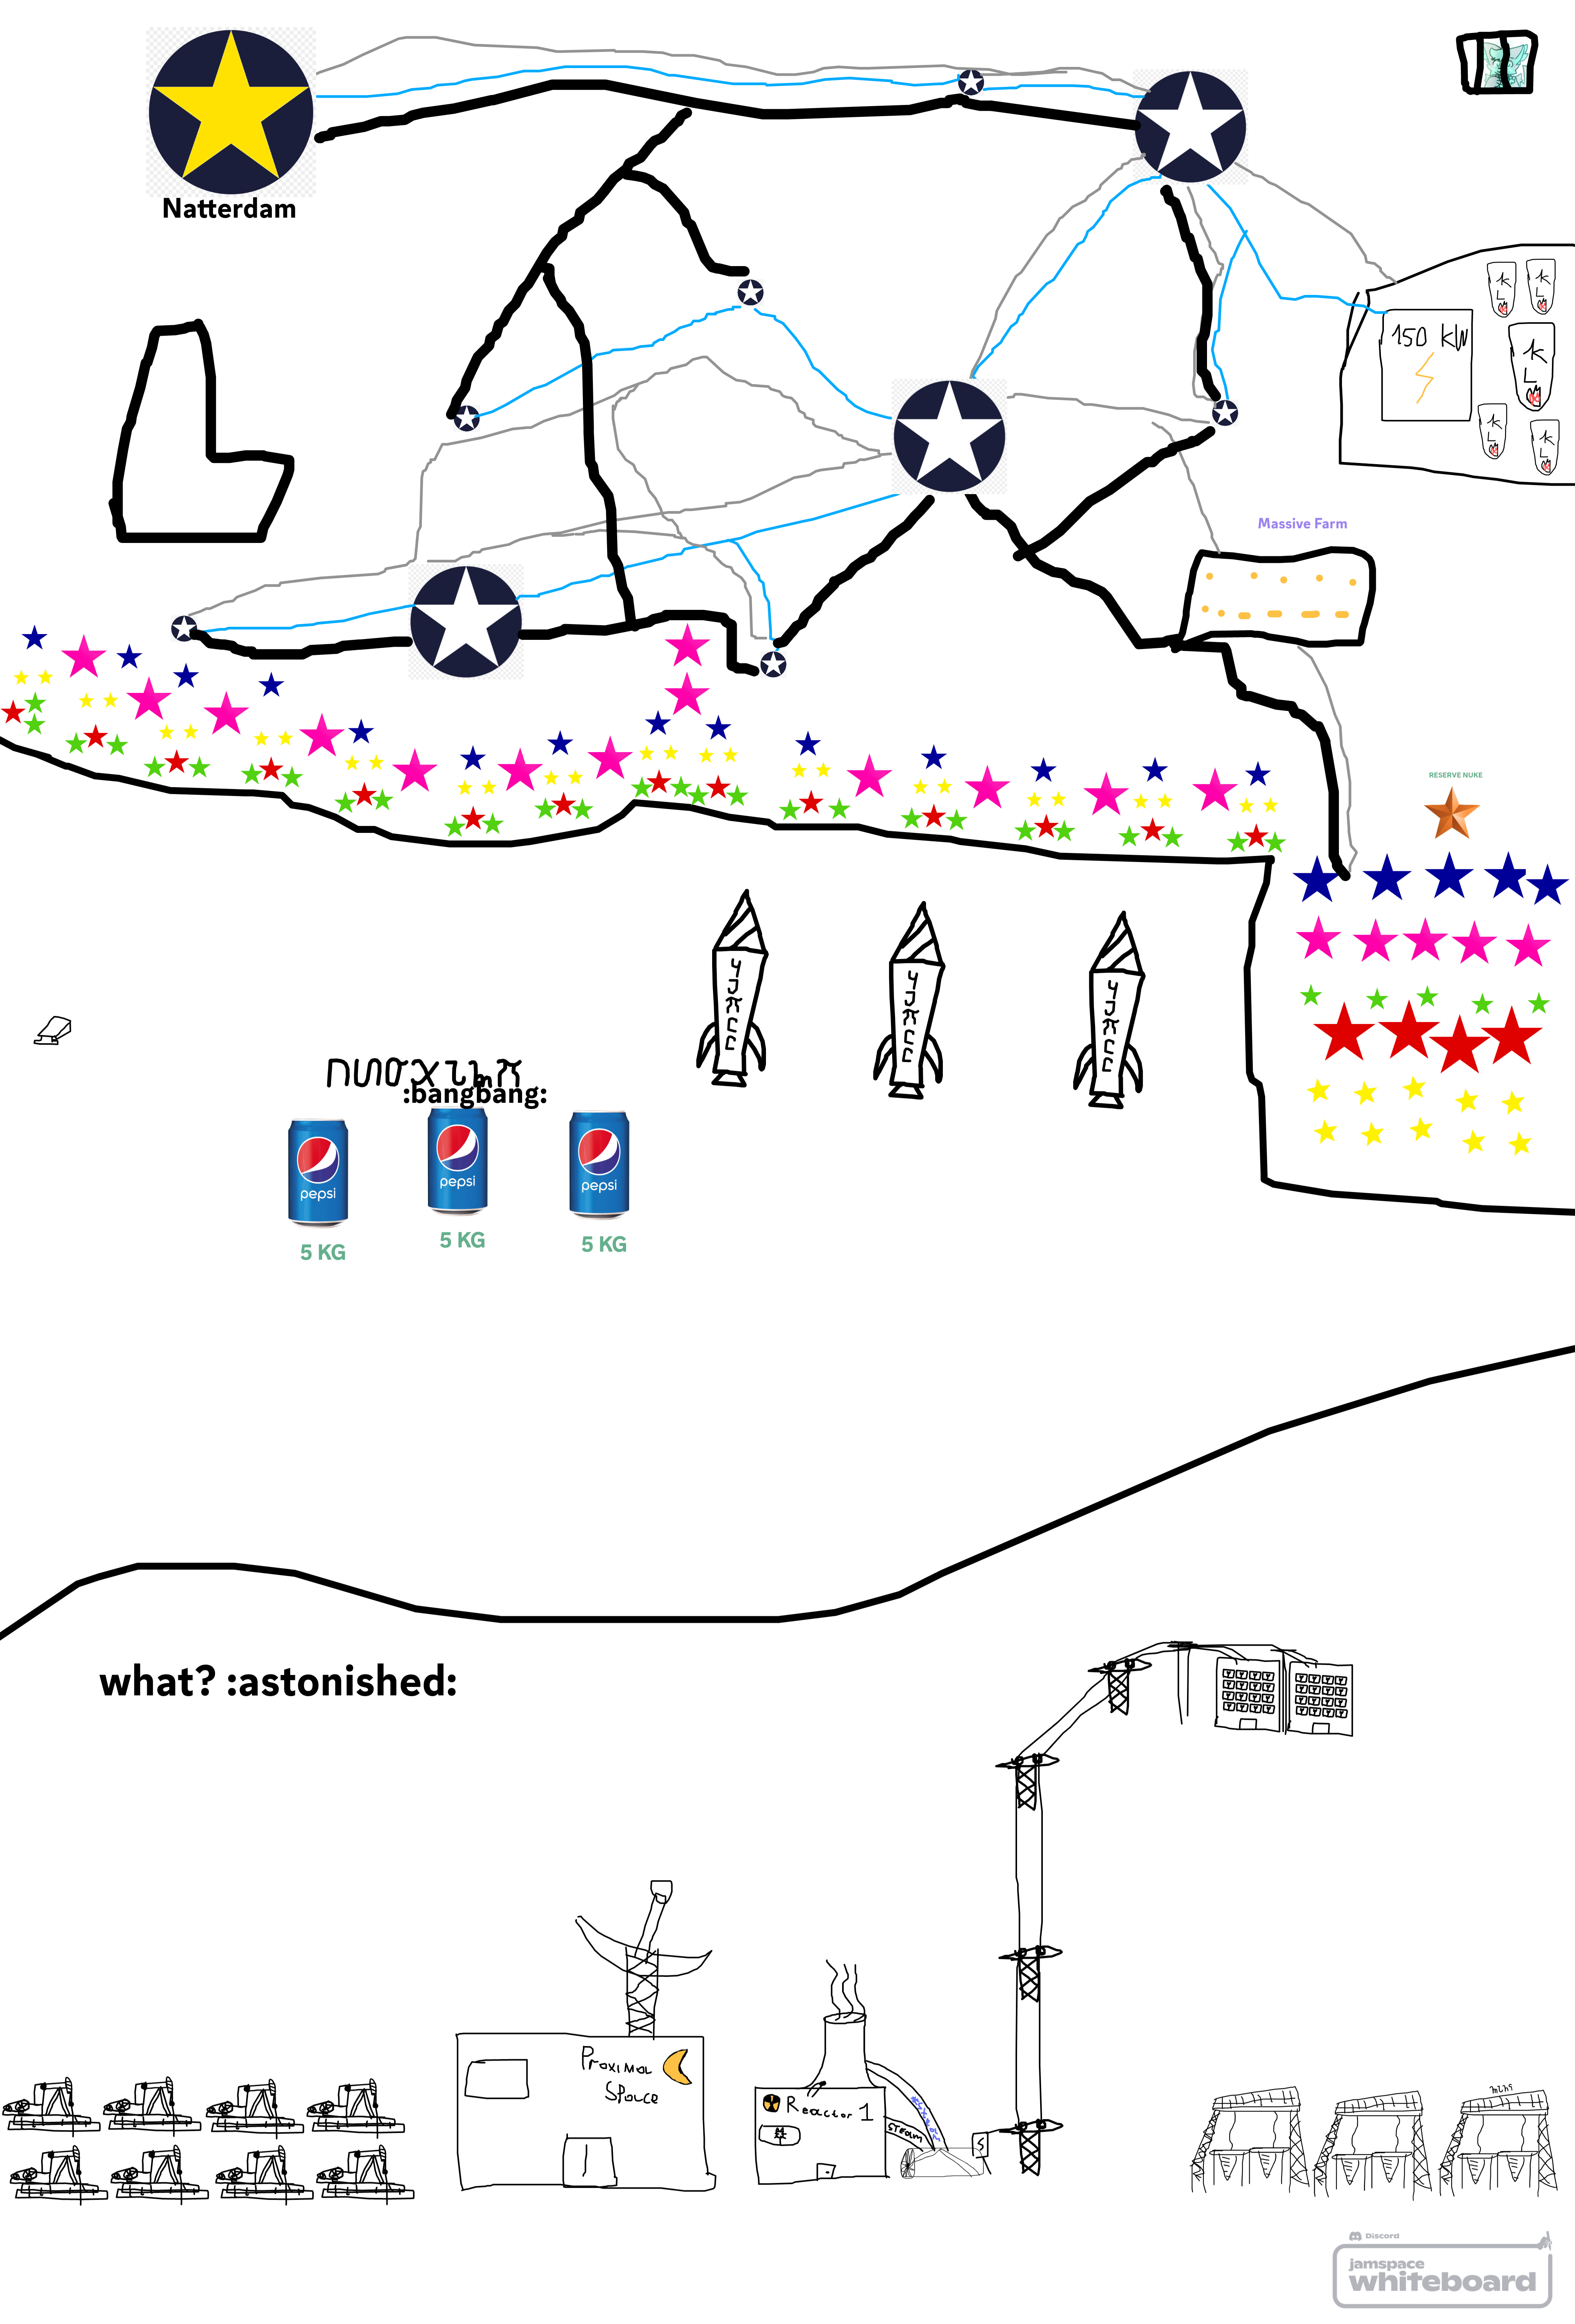 Natterdam
150 kW
k
L
k
L
k
L
k
L
k
L
Massive Farm
RESERVE NUKE
:bangbang:
pepsi
pepsi
pepsi
5 KG
5 KG
5 KG
what? :astonished:
Proximal
Space
Reactor 1
STEAM
Discord
jamspace
whiteboard